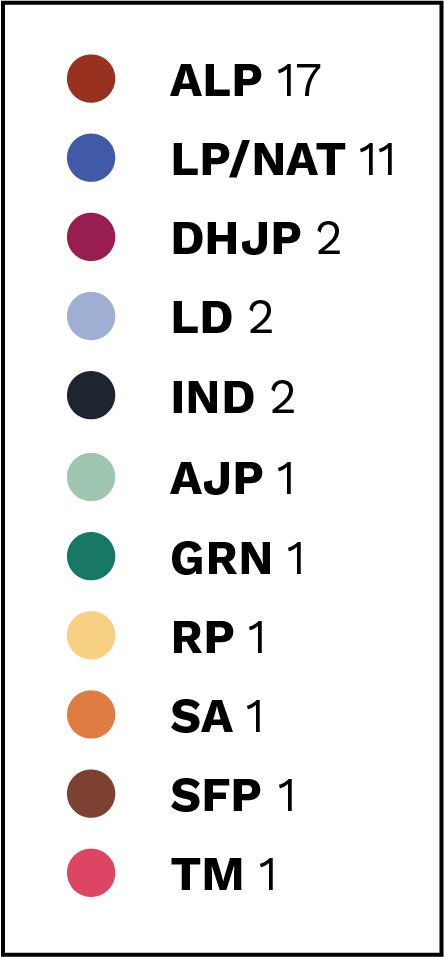 ALP 17
LP/NAT 11
DHJP 2
LD 2
IND 2
AJP 1
GRN 1
RP 1
SA 1
SFP 1
TM 1